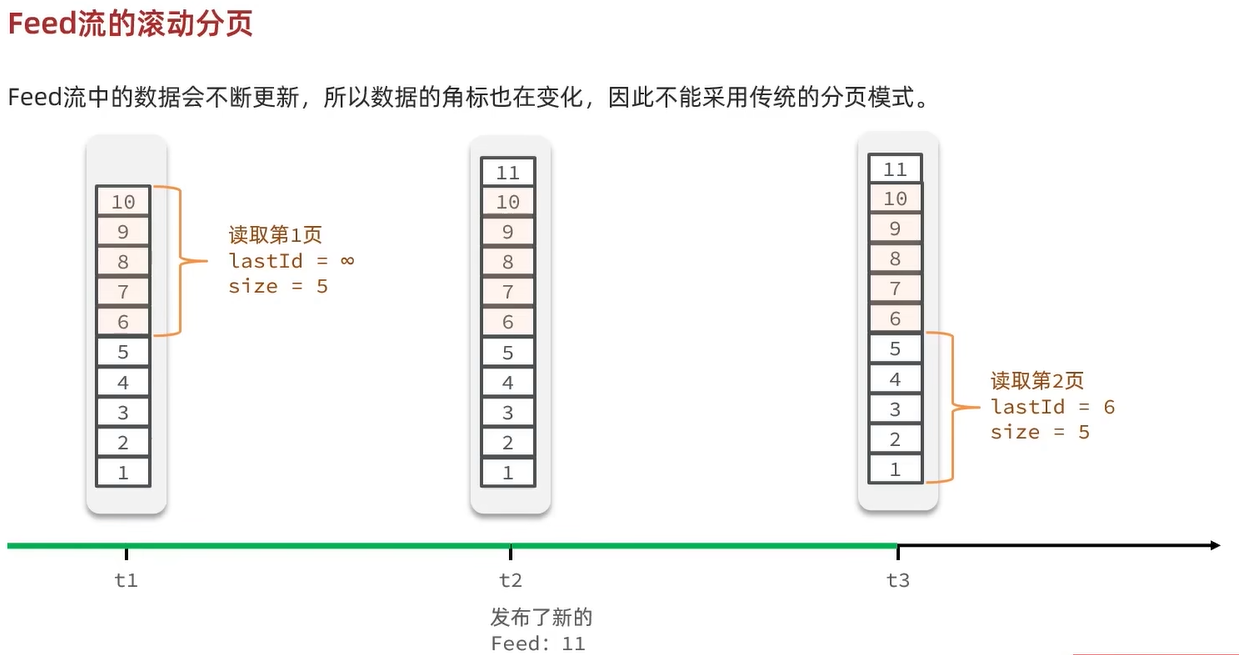 Feed流的滚动分页
Feed流中的数据会不断更新，所以数据的角标也在变化，因此不能采用传统的分页模式。
10
9
8
7
6
5
4
3
2
1
读取第1页
lastId = ∞
size = 5
11
10
9
8
7
6
5
4
3
2
1
11
10
9
8
7
6
5
4
3
2
1
读取第2页
lastId = 6
size = 5
t1
t2
t3
发布了新的
Feed：11